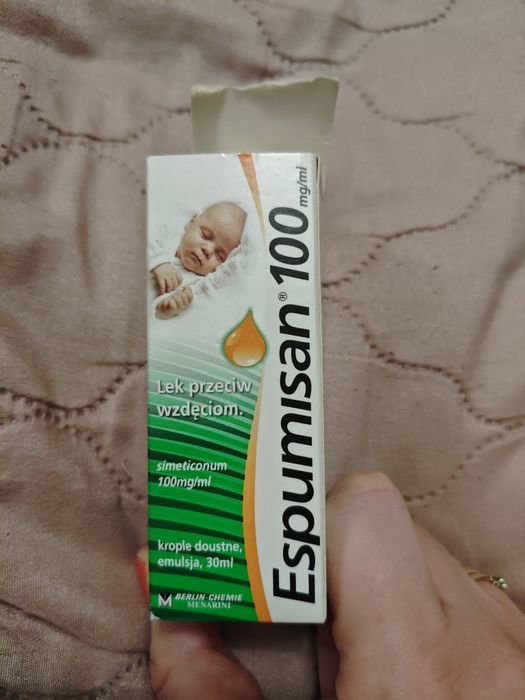 Espumisan® 100 mg/ml
Lek przeciw
wzdęciom.
simeticonum
100mg/ml
krople doustne,
emulsja, 30ml
M BERLIN-CHEMIE
MENARINI